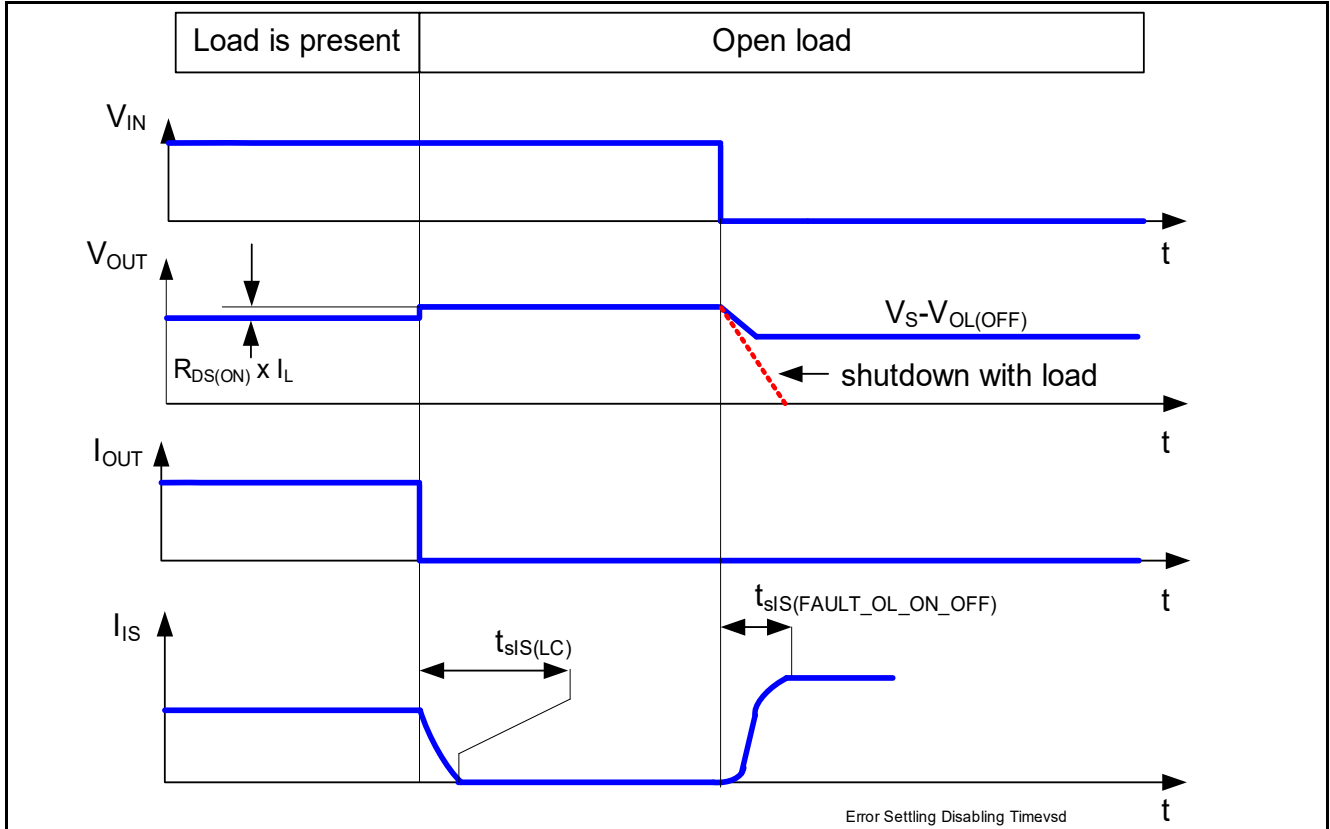 Load is present
Open load
VIN
t
VOUT
RDS(ON) x IL
VS-VOL(OFF)
shutdown with load
t
IOUT
t
IIS
tsIS(LC)
tsIS(FAULT_OL_ON_OFF)
t
Error Settling Disabling Timevsd